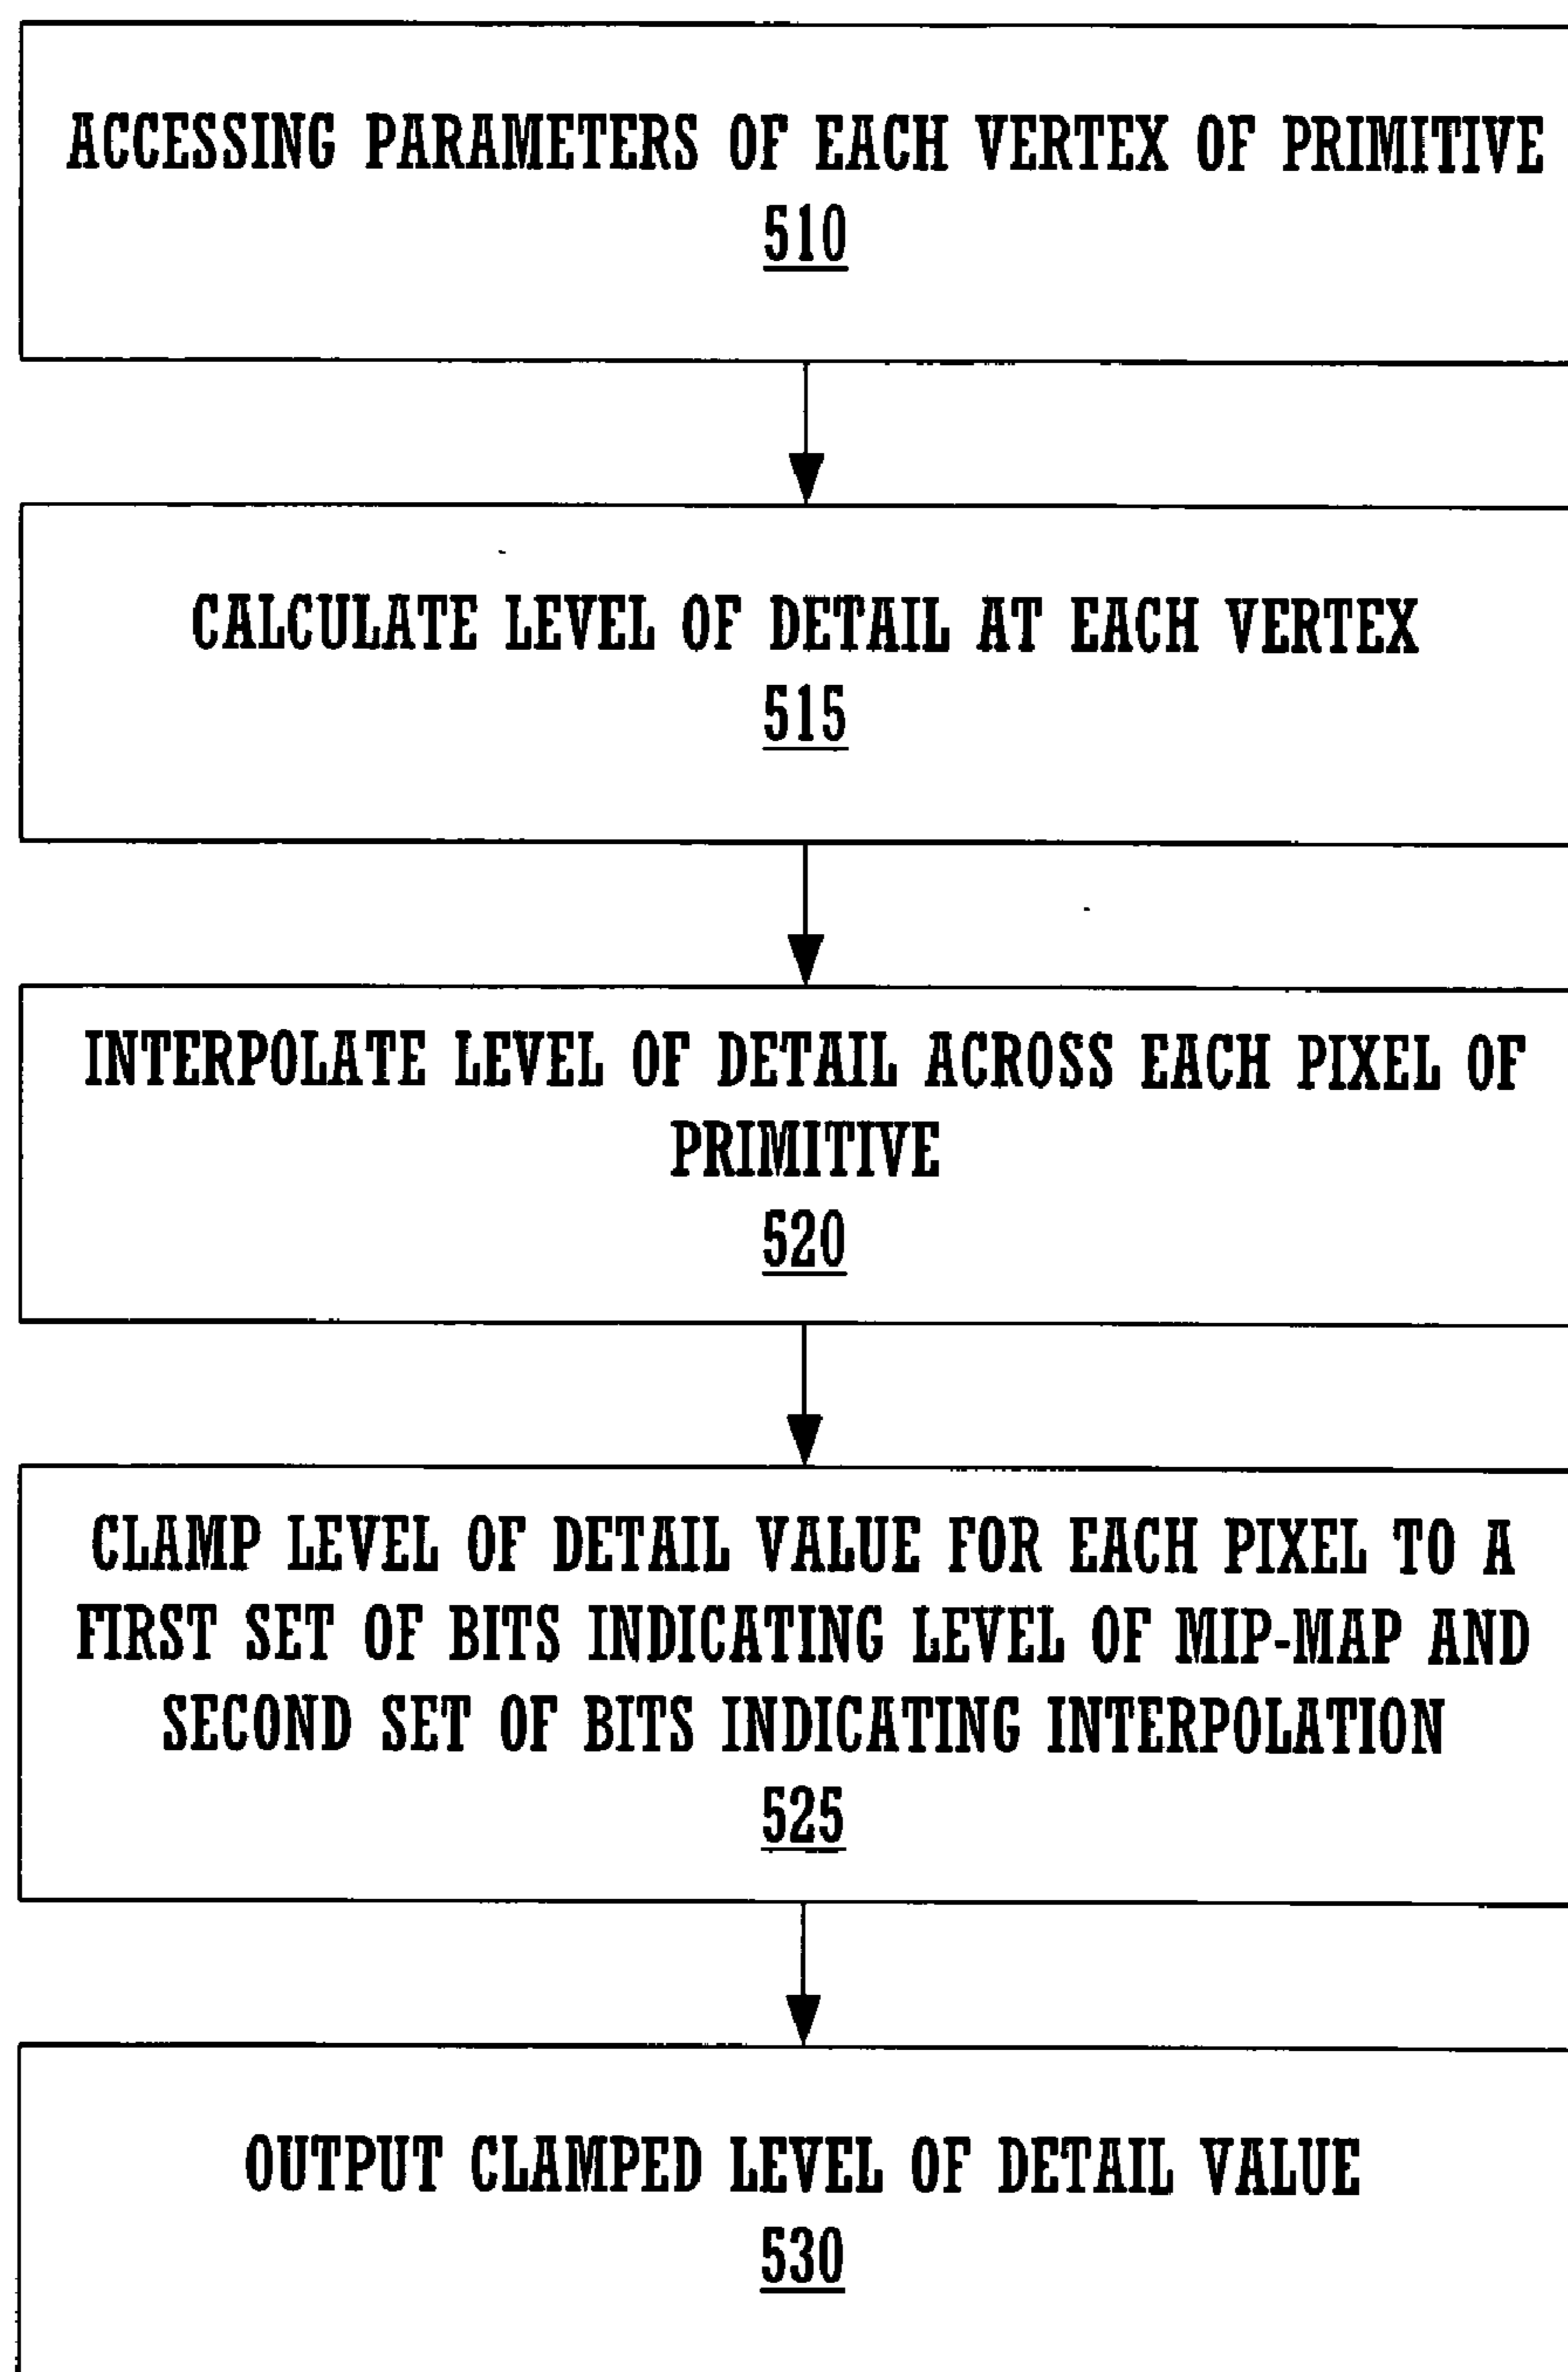 ACCESSING PARAMETERS OF EACH VERTEX OF PRIMITIVE
510
CALCULATE LEVEL OF DETAIL AT EACH VERTEX
515
INTERPOLATE LEVEL OF DETAIL ACROSS EACH PIXEL OF
PRIMITIVE
520
CLAMP LEVEL OF DETAIL VALUE FOR EACH PIXEL TO A
FIRST SET OF BITS INDICATING LEVEL OF MIP-MAP AND
SECOND SET OF BITS INDICATING INTERPOLATION
525
OUTPUT CLAMPED LEVEL OF DETAIL VALUE
530